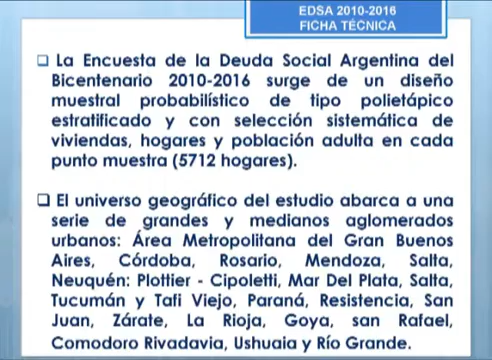 EDSA 2010-2016
FICHA TÉCNICA
La Encuesta de la Deuda Social Argentina del
Bicentenario 2010-2016 surge de un diseño
muestral probabilístico de tipo polietápico
estratificado y con selección sistemática de
viviendas, hogares y población adulta en cada
punto muestra (5712 hogares).
El universo geográfico del estudio abarca a una
serie de grandes y medianos aglomerados
urbanos: Área Metropolitana del Gran Buenos
Aires, Córdoba, Rosario, Mendoza, Salta,
Neuquén: Plottier - Cipoletti, Mar Del Plata, Salta,
Tucumán y Tafi Viejo, Paraná, Resistencia, San
Juan, Zárate, La Rioja, Goya, san Rafael,
Comodoro Rivadavia, Ushuaia y Río Grande.